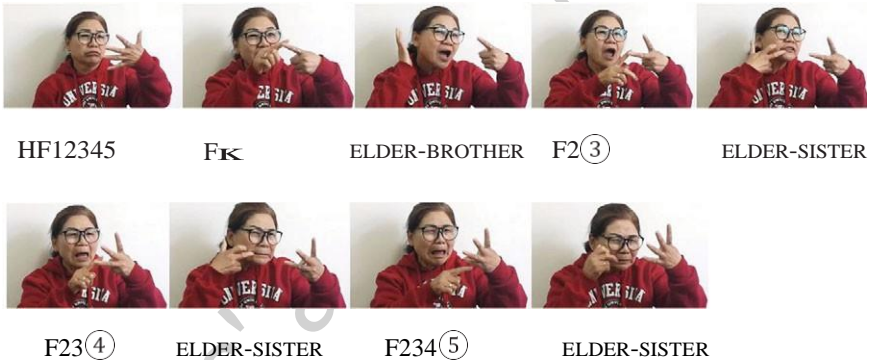 HF12345 FK ELDER-BROTHER F2③ ELDER-SISTER
F23④ ELDER-SISTER F234⑤ ELDER-SISTER